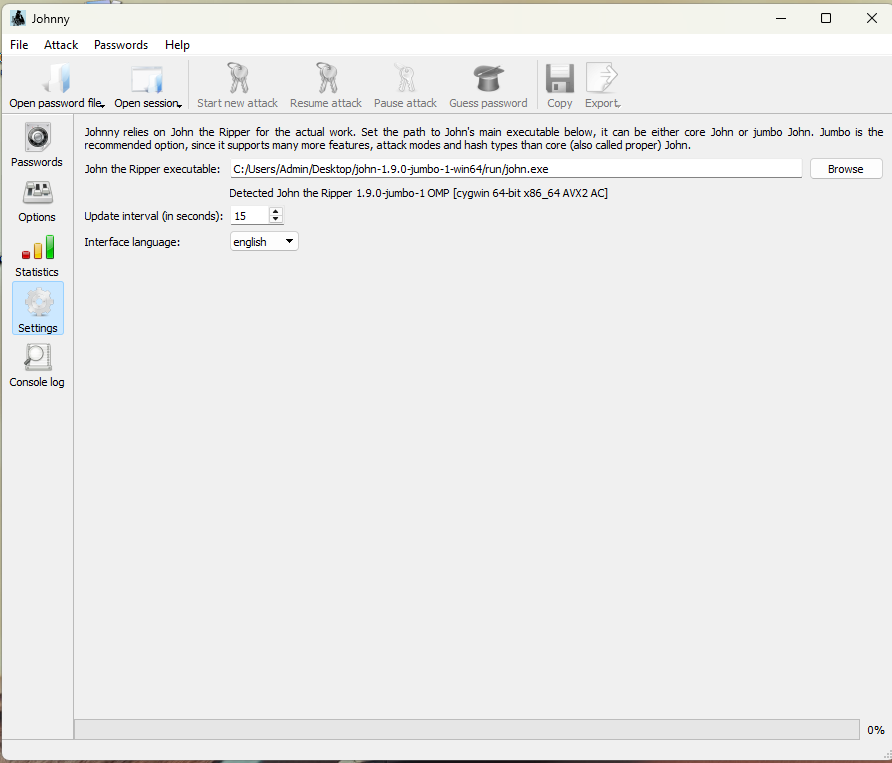 Johnny
File Attack Passwords Help
Open password file Open session Start new attack Resume attack Pause attack Guess password Copy Export
Passwords
Options
Statistics
Settings
Console log
Johnny relies on John the Ripper for the actual work. Set the path to John's main executable below, it can be either core John or jumbo John. Jumbo is the
recommended option, since it supports many more features, attack modes and hash types than core (also called proper) John.
John the Ripper executable: C:/Users/Admin/Desktop/john-1.9.0-jumbo-1-win64/run/john.exe Browse
Detected John the Ripper 1.9.0-jumbo-1 OMP [cygwin 64-bit x86_64 AVX2 AC]
Update interval (in seconds): 15
Interface language: english
0%